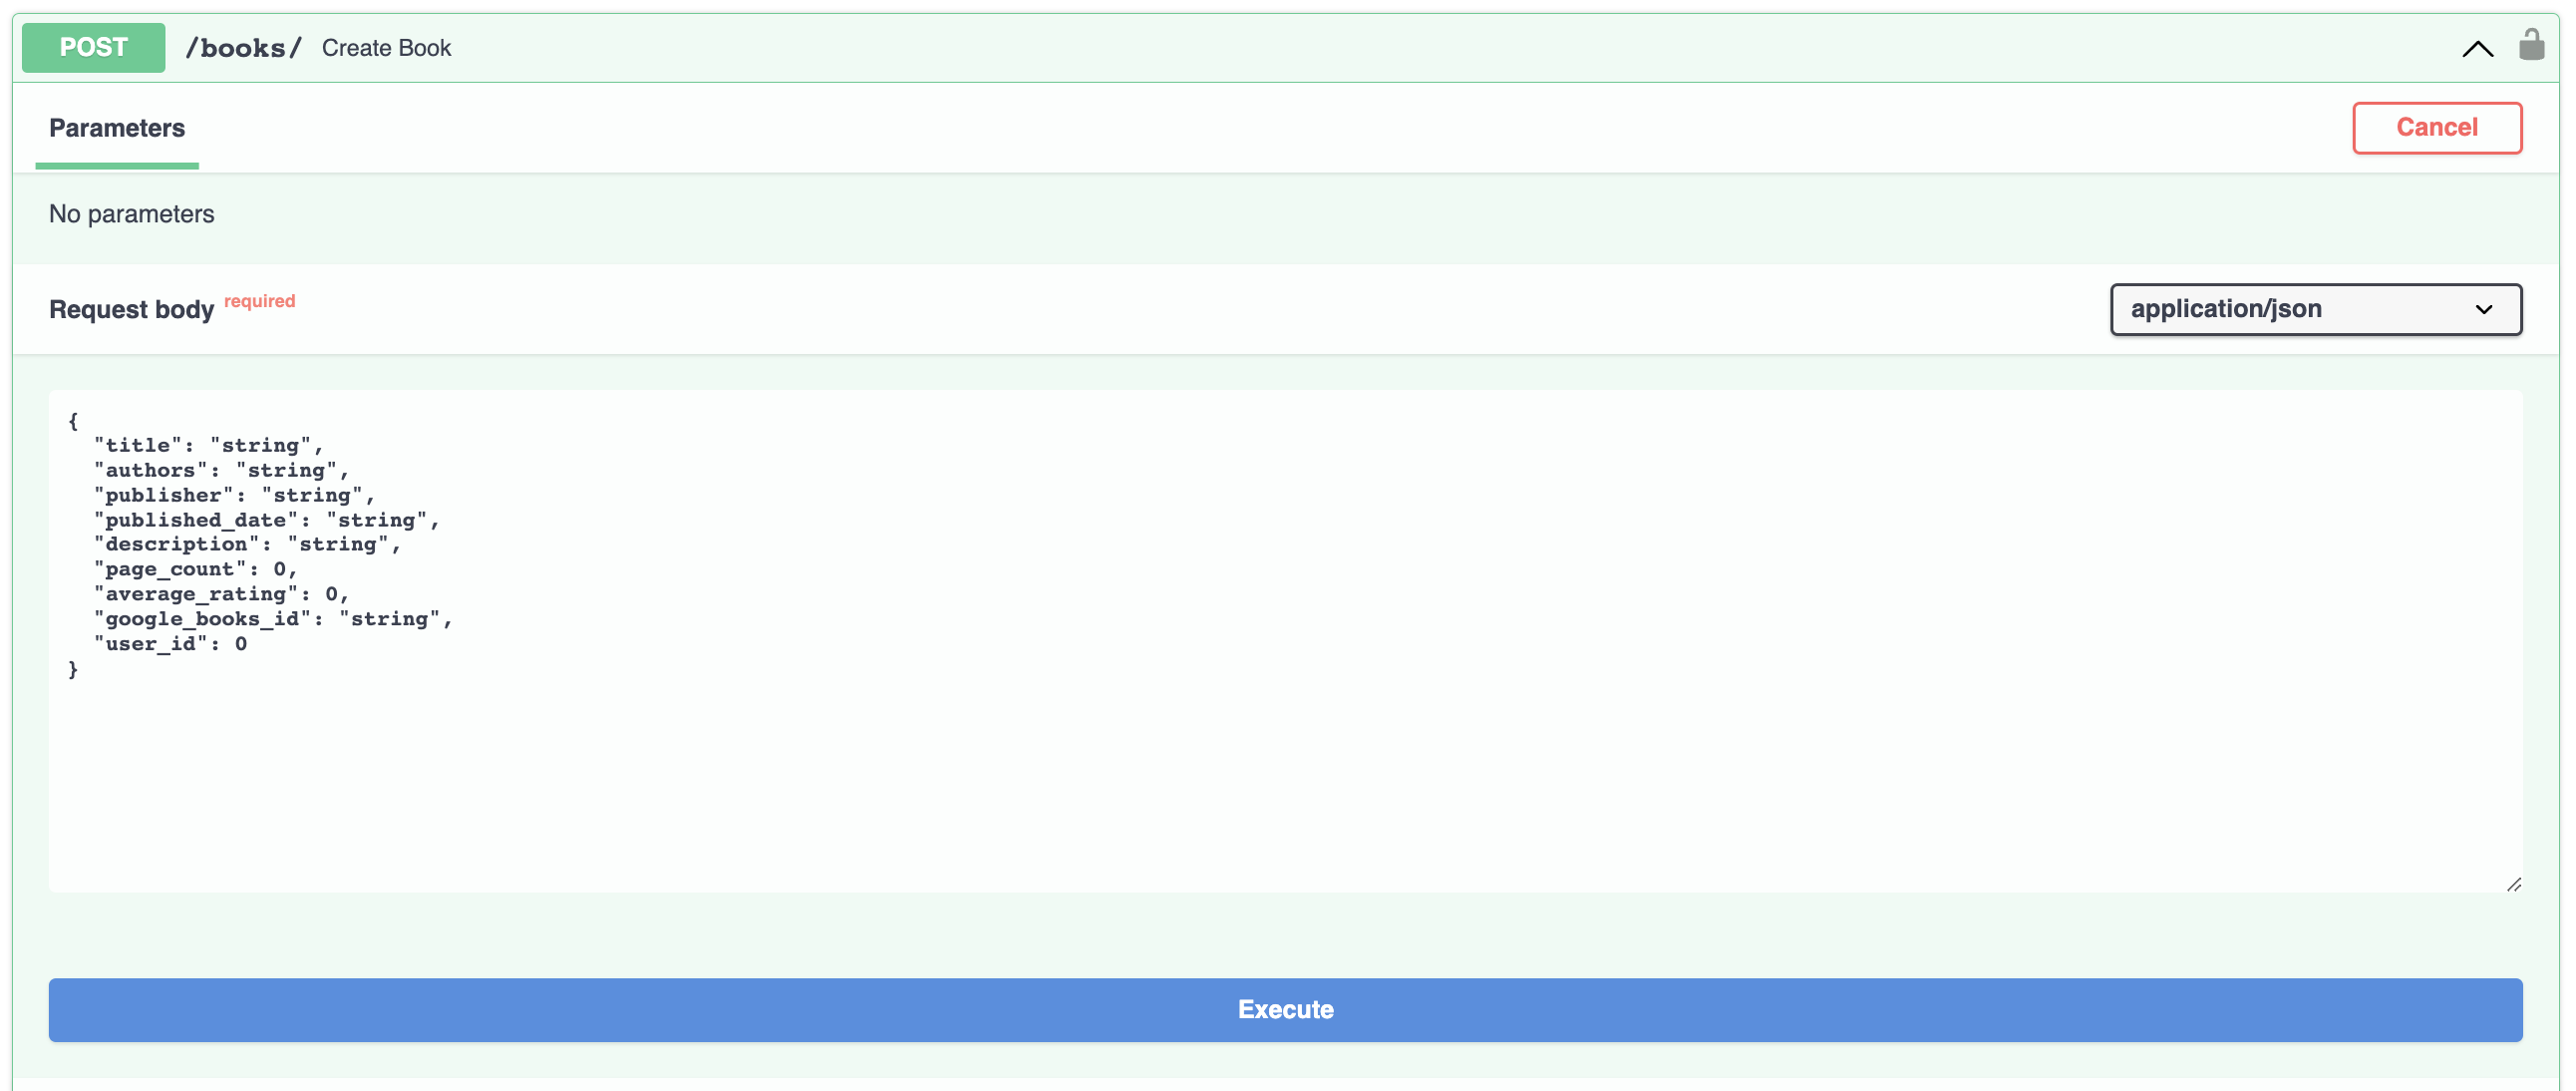 POST /books/ Create Book
Parameters
Cancel
No parameters
Request body required
application/json
{
  "title": "string",
  "authors": "string",
  "publisher": "string",
  "published_date": "string",
  "description": "string",
  "page_count": 0,
  "average_rating": 0,
  "google_books_id": "string",
  "user_id": 0
}
Execute